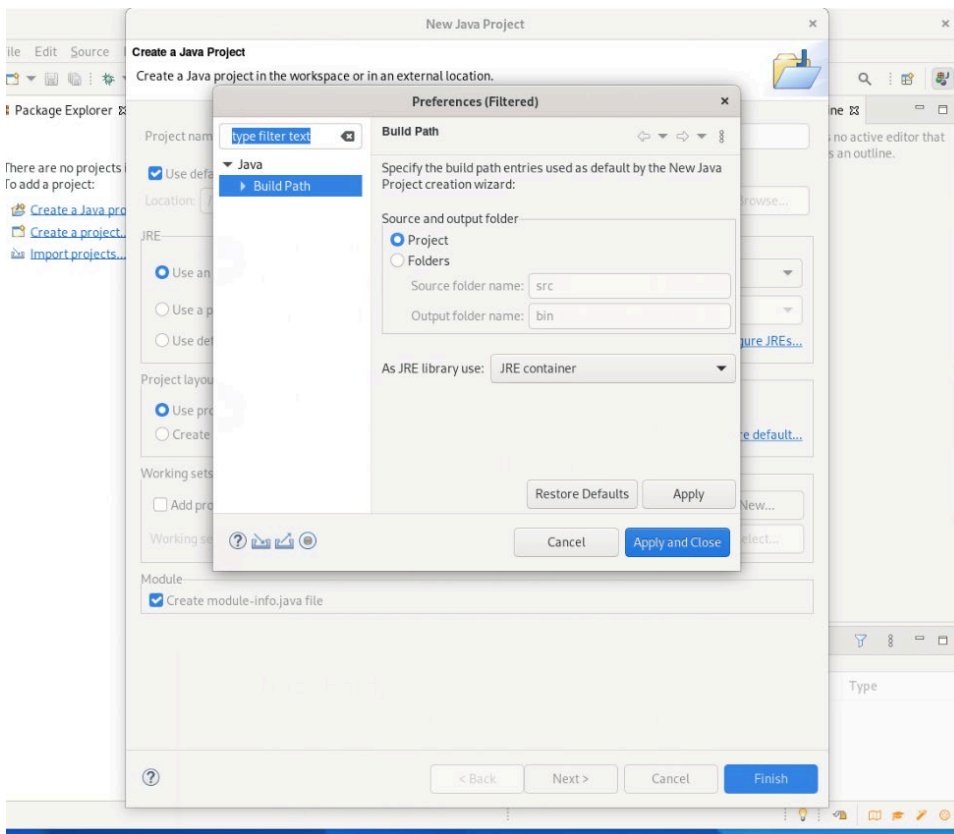 New Java Project
ile Edit Source
Create a Java Project
Create a Java project in the workspace or in an external location.
Package Explorer
Preferences (Filtered)
ne
Project nam
type filter text
Build Path
no active editor that
s an outline.
There are no projects i
To add a project:
Java
Build Path
Specify the build path entries used as default by the New Java
Project creation wizard:
Use defa
Location: /
rowse...
Create a Java pro
Create a project..
Import projects...
Source and output folder
JRE
Project
Folders
Use an
Source folder name: src
Use a p
Output folder name: bin
Use def
gure JREs...
As JRE library use: JRE container
Project layou
Use pro
Create
re default...
Working sets
Restore Defaults
Apply
Add pro
New...
Working se
Cancel
Apply and Close
elect...
Module
Create module-info.java file
Type
< Back
Next >
Cancel
Finish